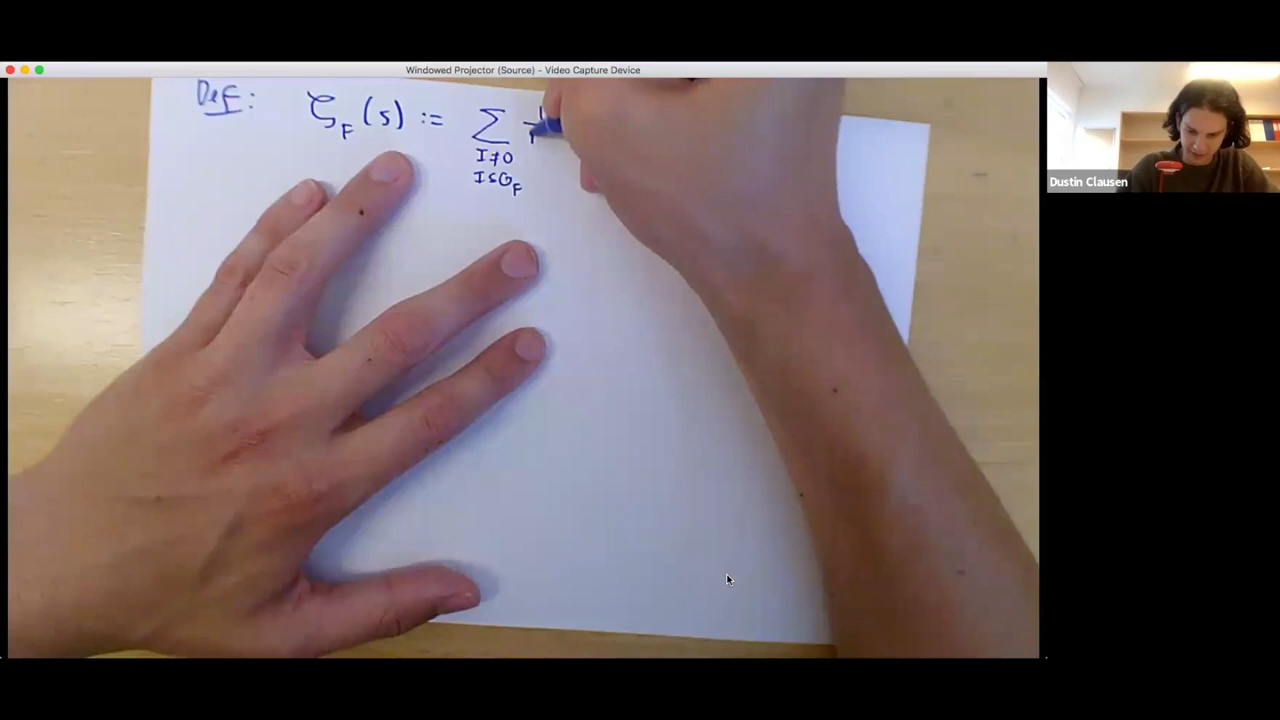 Windowed Projector (Source) - Video Capture Device
Def: ζ_F(s) := ∑
I≠0
I≤O_F
Dustin Clausen